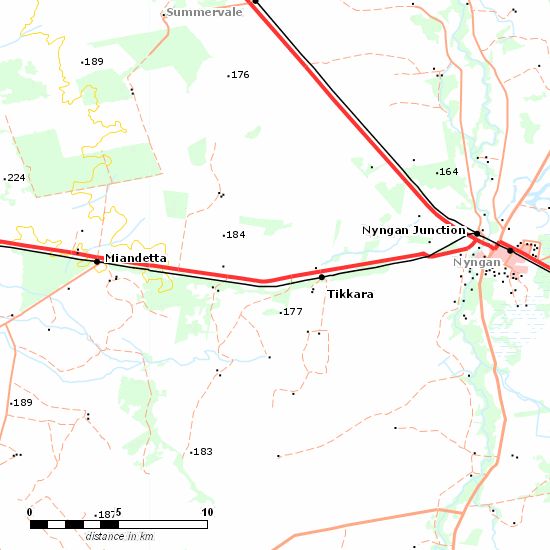 Summervale
189
176
164
224
Nyngan Junction
184
Miandetta
Nyngan
Tikkara
177
189
183
187
0 5 10
distance in km